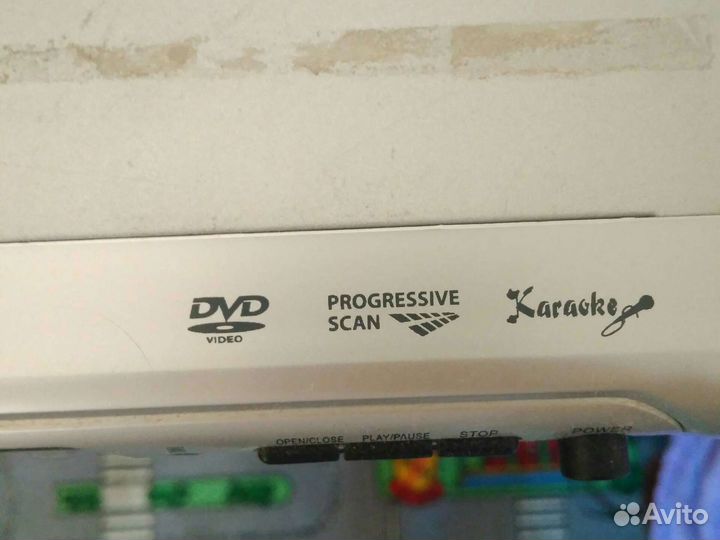 DVD
VIDEO
PROGRESSIVE
SCAN
Karaoke
OPEN/CLOSE PLAY/PAUSE STOP POWER
Avito